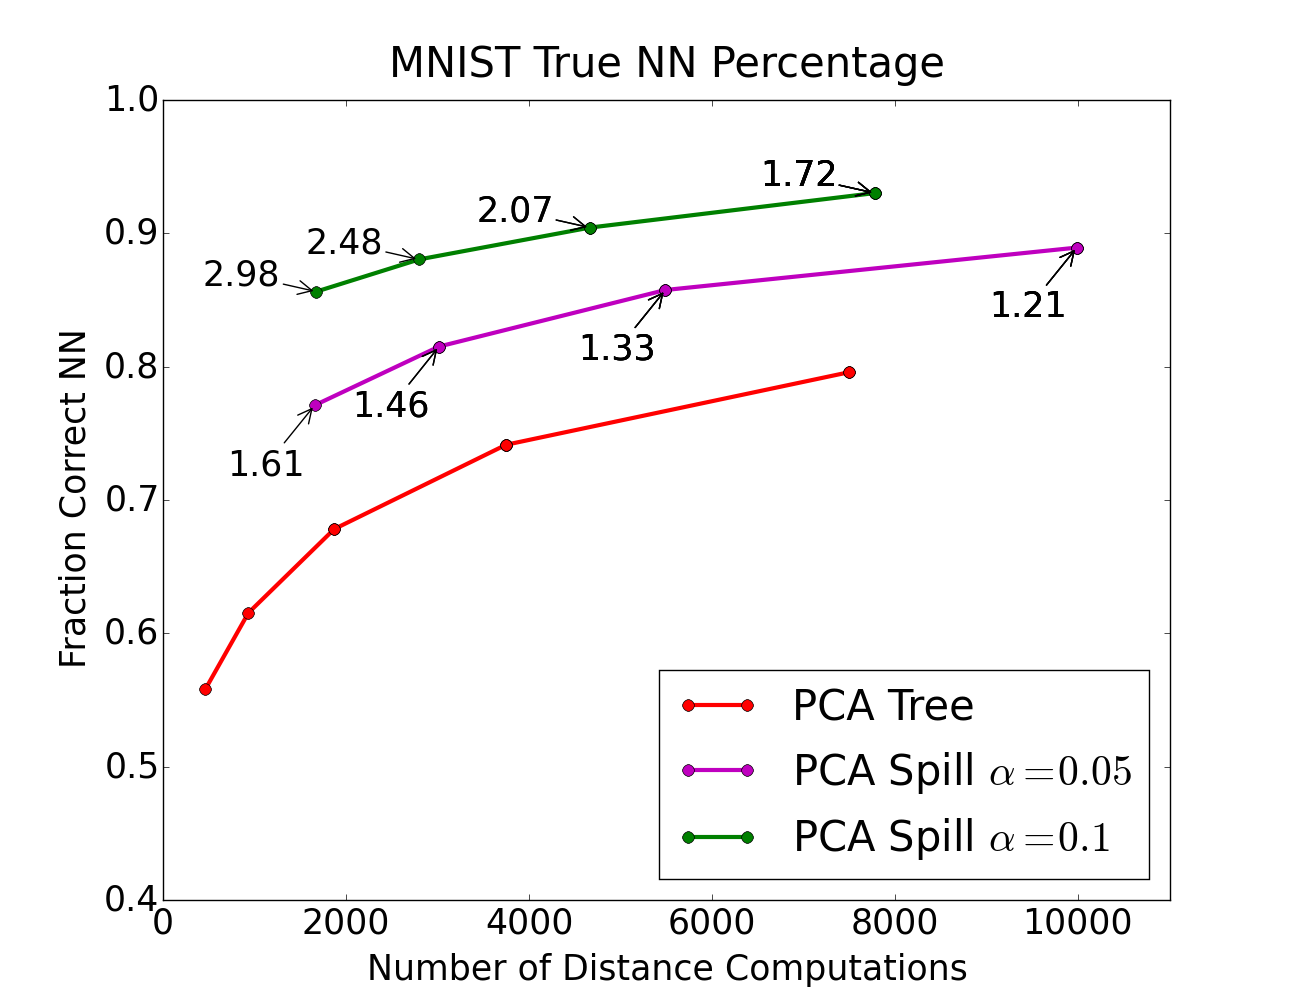 MNIST True NN Percentage
1.0
0.9
0.8
0.7
0.6
0.5
0.4
Fraction Correct NN
2.98
2.48
2.07
1.72
1.61
1.46
1.33
1.21
PCA Tree
PCA Spill α=0.05
PCA Spill α=0.1
0 2000 4000 6000 8000 10000
Number of Distance Computations